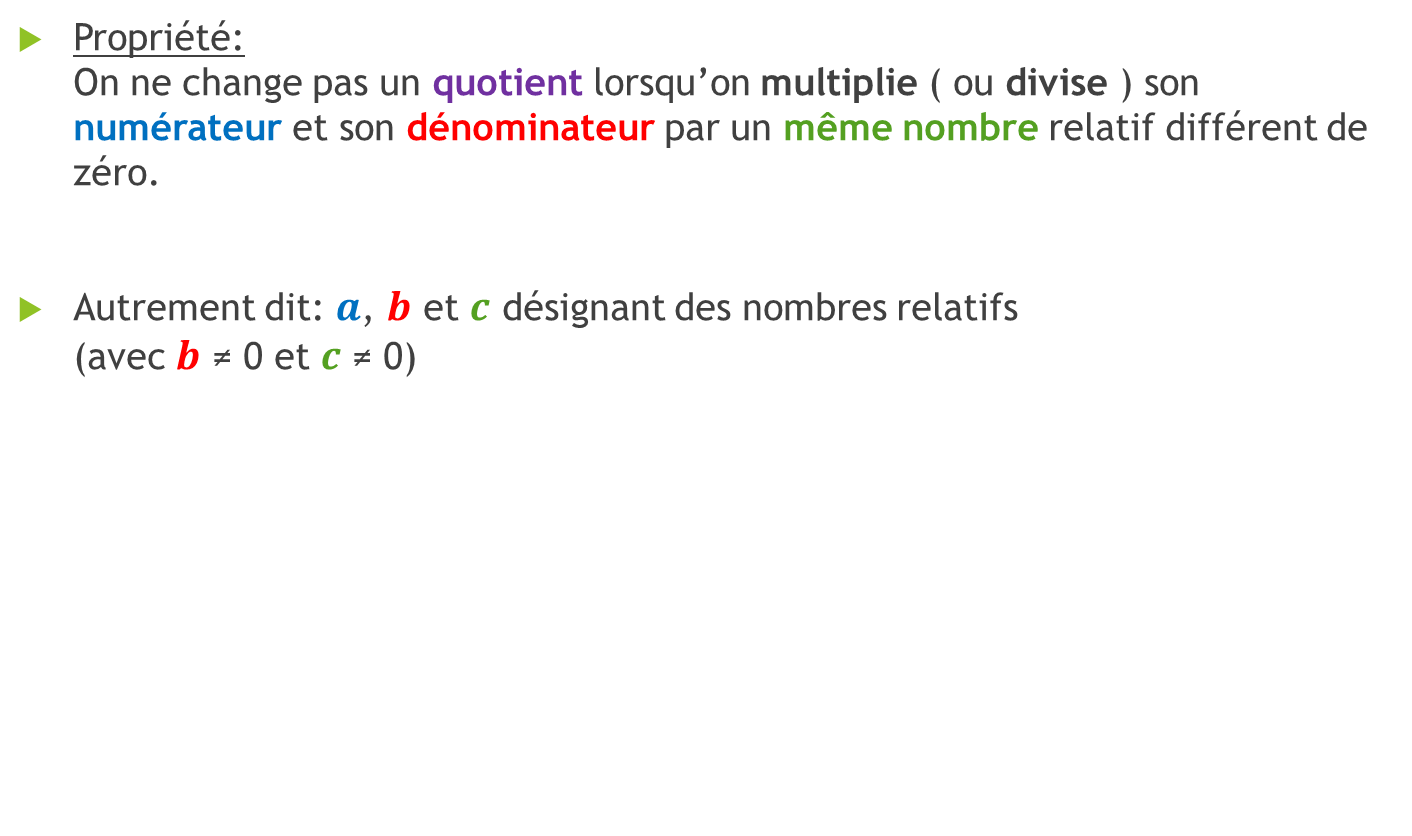 Propriété:
On ne change pas un quotient lorsqu’on multiplie ( ou divise ) son
numérateur et son dénominateur par un même nombre relatif différent de
zéro.
Autrement dit: a, b et c désignant des nombres relatifs
(avec b ≠ 0 et c ≠ 0)